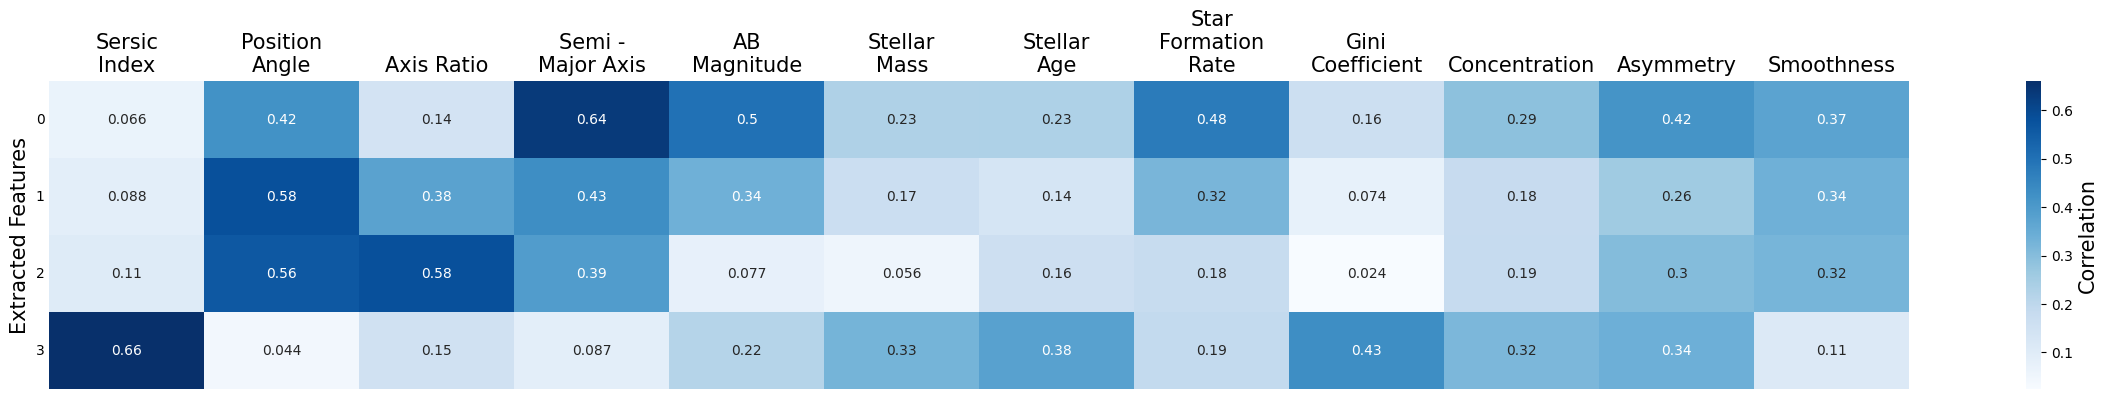 Sersic
Index
Position
Angle
Axis Ratio
Semi -
Major Axis
AB
Magnitude
Stellar
Mass
Stellar
Age
Star
Formation
Rate
Gini
Coefficient
Concentration
Asymmetry
Smoothness
Extracted Features
0 0.066 0.42 0.14 0.64 0.5 0.23 0.23 0.48 0.16 0.29 0.42 0.37
1 0.088 0.58 0.38 0.43 0.34 0.17 0.14 0.32 0.074 0.18 0.26 0.34
2 0.11 0.56 0.58 0.39 0.077 0.056 0.16 0.18 0.024 0.19 0.3 0.32
3 0.66 0.044 0.15 0.087 0.22 0.33 0.38 0.19 0.43 0.32 0.34 0.11
0.6
0.5
0.4
0.3
0.2
0.1
Correlation